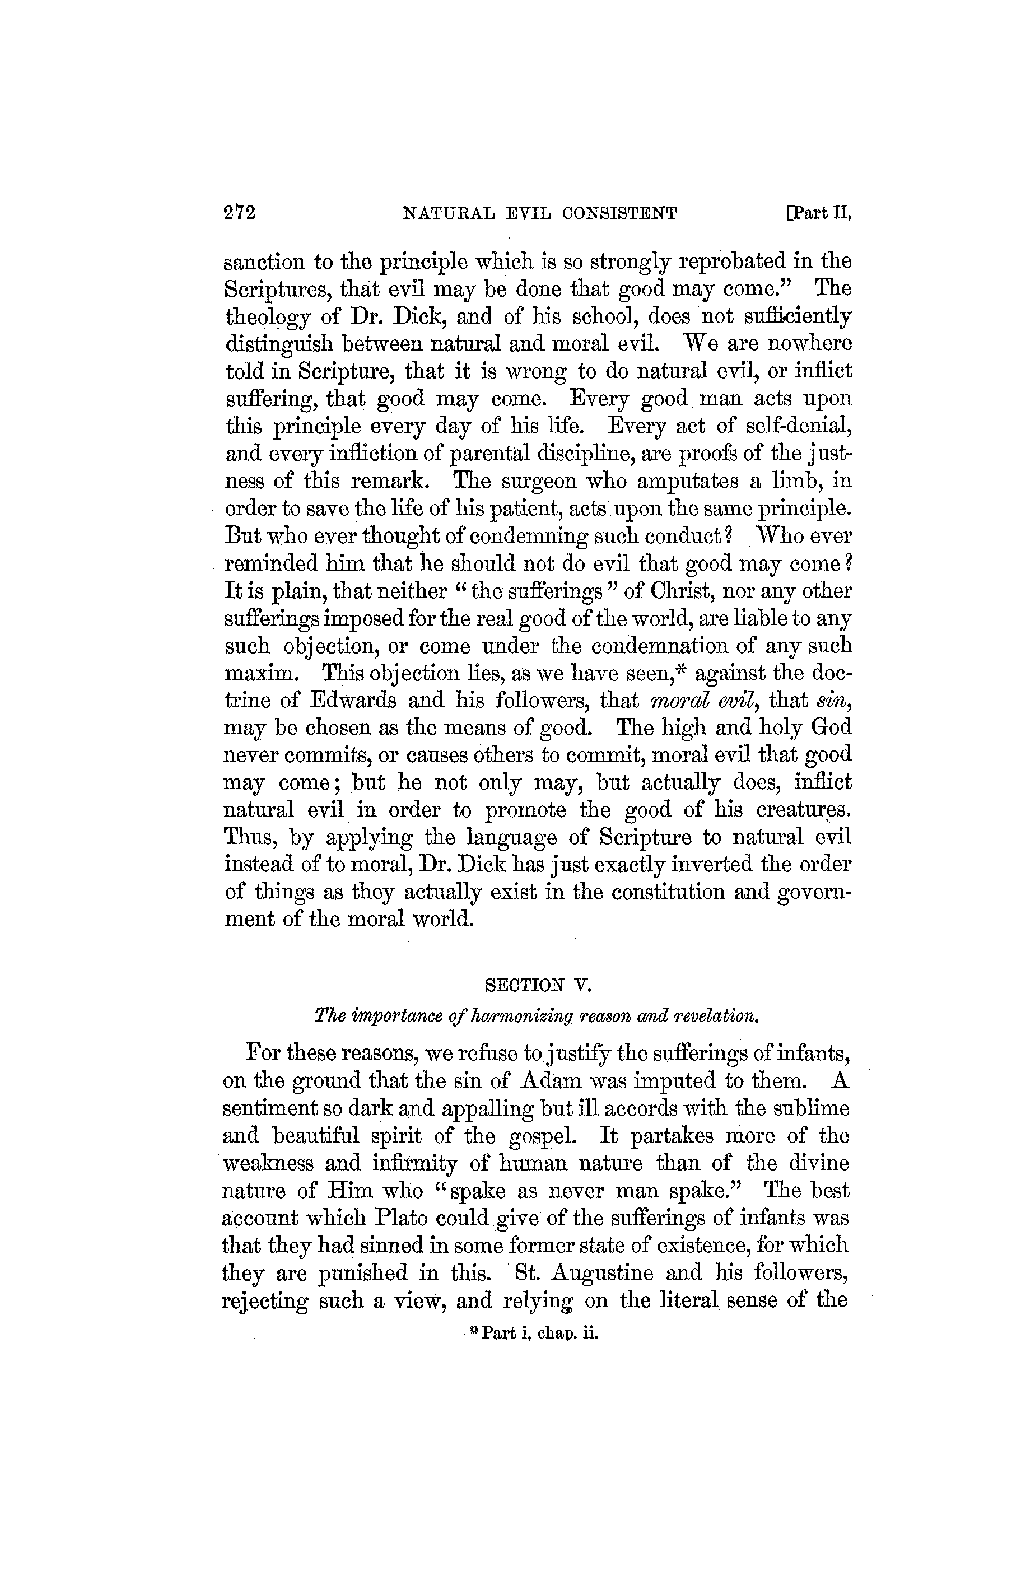 272 NATURAL EVIL CONSISTENT [Part II,
sanction to the principle which is so strongly reprobated in the
Scriptures, that evil may be done that good may come.” The
theology of Dr. Dick, and of his school, does not sufficiently
distinguish between natural and moral evil. We are nowhere
told in Scripture, that it is wrong to do natural evil, or inflict
suffering, that good may come. Every good man acts upon
this principle every day of his life. Every act of self-denial,
and every infliction of parental discipline, are proofs of the just-
ness of this remark. The surgeon who amputates a limb, in
order to save the life of his patient, acts upon the same principle.
But who ever thought of condemning such conduct? Who ever
reminded him that he should not do evil that good may come?
It is plain, that neither “the sufferings” of Christ, nor any other
sufferings imposed for the real good of the world, are liable to any
such objection, or come under the condemnation of any such
maxim. This objection lies, as we have seen,* against the doc-
trine of Edwards and his followers, that moral evil, that sin,
may be chosen as the means of good. The high and holy God
never commits, or causes others to commit, moral evil that good
may come; but he not only may, but actually does, inflict
natural evil in order to promote the good of his creatures.
Thus, by applying the language of Scripture to natural evil
instead of to moral, Dr. Dick has just exactly inverted the order
of things as they actually exist in the constitution and govern-
ment of the moral world.
SECTION V.
The importance of harmonizing reason and revelation.
For these reasons, we refuse to justify the sufferings of infants,
on the ground that the sin of Adam was imputed to them. A
sentiment so dark and appalling but ill accords with the sublime
and beautiful spirit of the gospel. It partakes more of the
weakness and infirmity of human nature than of the divine
nature of Him who “spake as never man spake.” The best
account which Plato could give of the sufferings of infants was
that they had sinned in some former state of existence, for which
they are punished in this. St. Augustine and his followers,
rejecting such a view, and relying on the literal sense of the
* Part i, chap. ii.